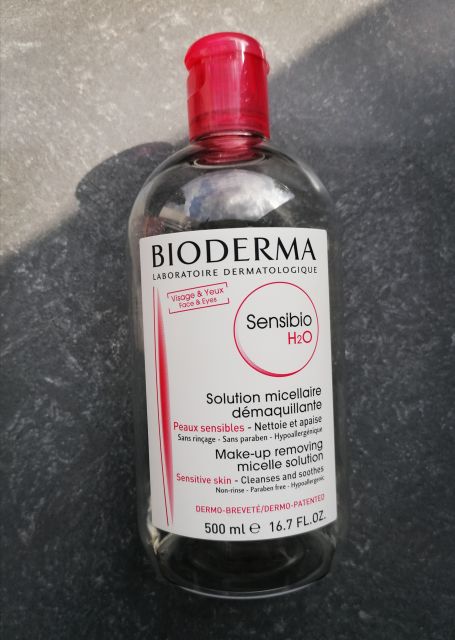 BIODERMA
LABORATOIRE DERMATOLOGIQUE
Visage & Yeux
Face & Eyes
Sensibio
H2O
Solution micellaire
démaquillante
Peaux sensibles - Nettoie et apaise
Sans rinçage - Sans paraben - Hypoallergénique
Make-up removing
micelle solution
Sensitive skin - Cleanses and soothes
Non-rinse - Paraben free - Hypoallergenic
DERMO-BREVETÉ/DERMO-PATENTED
500 ml ℮ 16.7 FL.OZ.